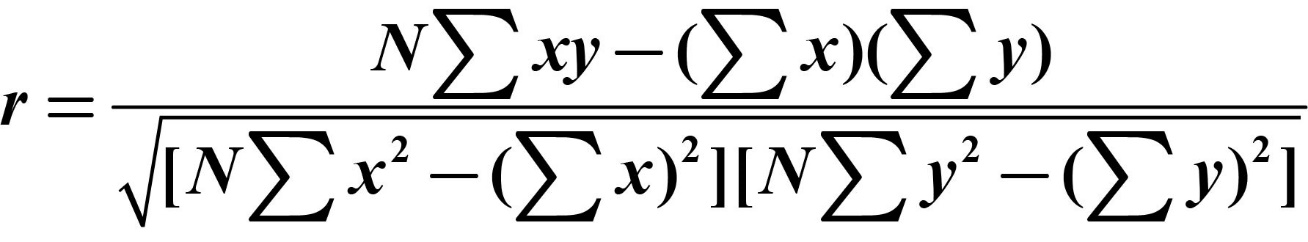 r = N∑xy−(∑x)(∑y) / √[N∑x²−(∑x)²][N∑y²−(∑y)²]